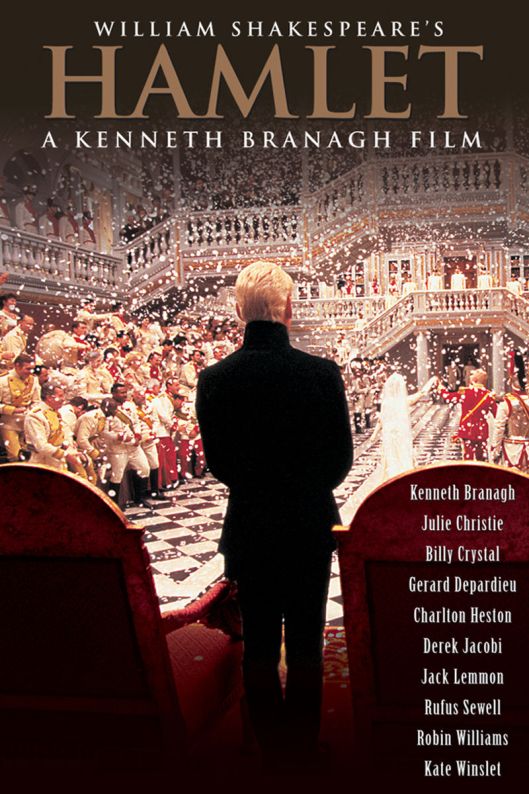 WILLIAM SHAKESPEARE'S
HAMLET
A KENNETH BRANAGH FILM
Kenneth Branagh
Julie Christie
Billy Crystal
Gerard Depardieu
Charlton Heston
Derek Jacobi
Jack Lemmon
Rufus Sewell
Robin Williams
Kate Winslet